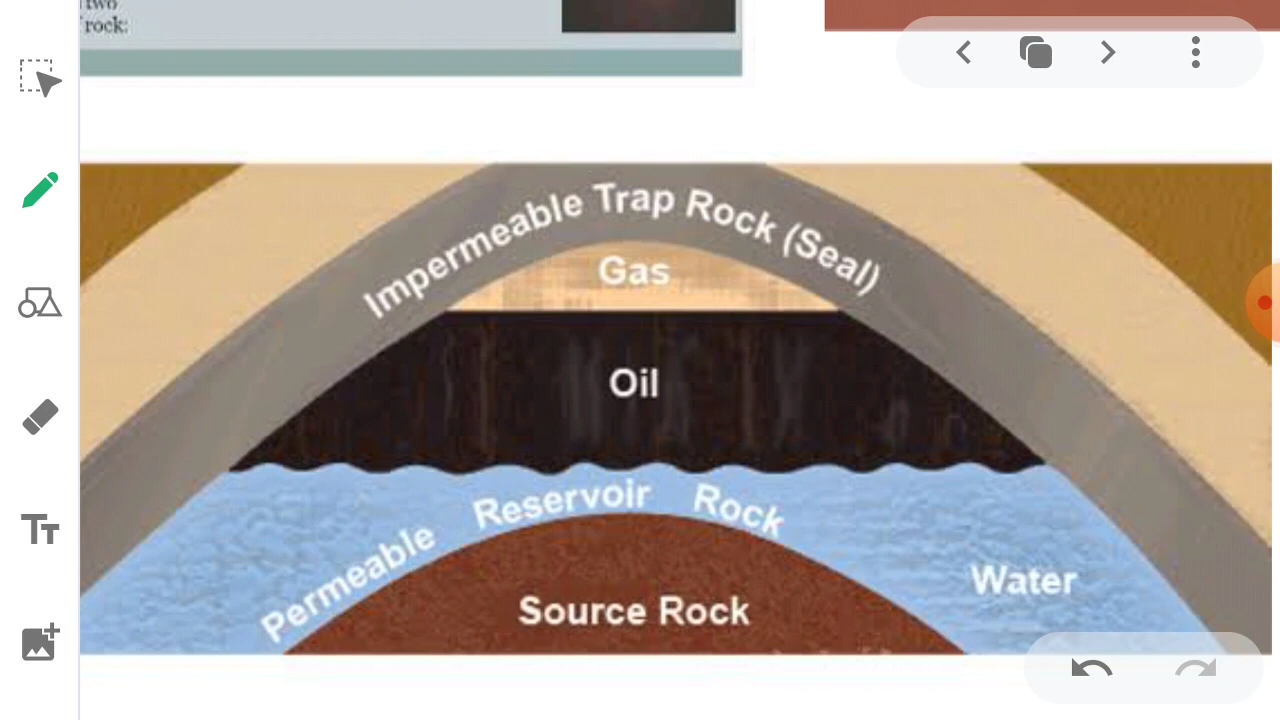 two
rock:
Impermeable Trap Rock (Seal)
Gas
Oil
Permeable Reservoir Rock
Water
Source Rock